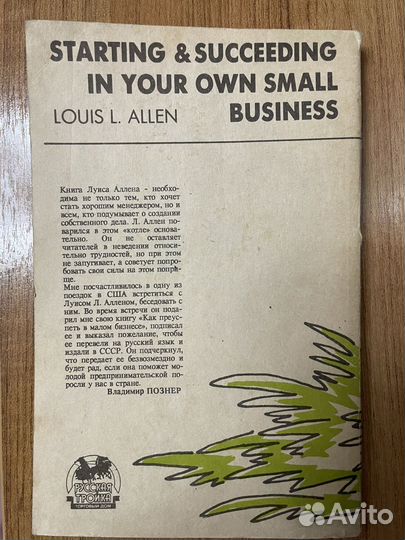 STARTING & SUCCEEDING
IN YOUR OWN SMALL
LOUIS L. ALLEN BUSINESS
Книга Луиса Аллена - необхо-
дима не только тем, кто хочет
стать хорошим менеджером, но и
всем, кто подумывает о создании
собственного дела. Л. Аллен по-
варился в этом «котле» основа-
тельно. Он не оставляет
читателей в неведении относи-
тельно трудностей, но при этом
не запугивает, а советует попро-
бовать свои силы на этом попри-
ще.
Мне посчастливилось в одну из
поездок в США встретиться с
Луисом Л. Алленом, беседовать с
ним. Во время встречи он пода-
рил мне свою книгу «Как преус-
петь в малом бизнесе», подписал
ее и выказал пожелание, чтобы
ее перевели на русский язык и
издали в СССР. Он подчеркнул,
что передает ее безвозмездно и
будет рад, если она поможет мо-
лодой предпринимательской по-
росли у нас в стране.
Владимир ПОЗНЕР
РУССКАЯ
ТРОЙКА
ТОРГОВЫЙ ДОМ
Avito